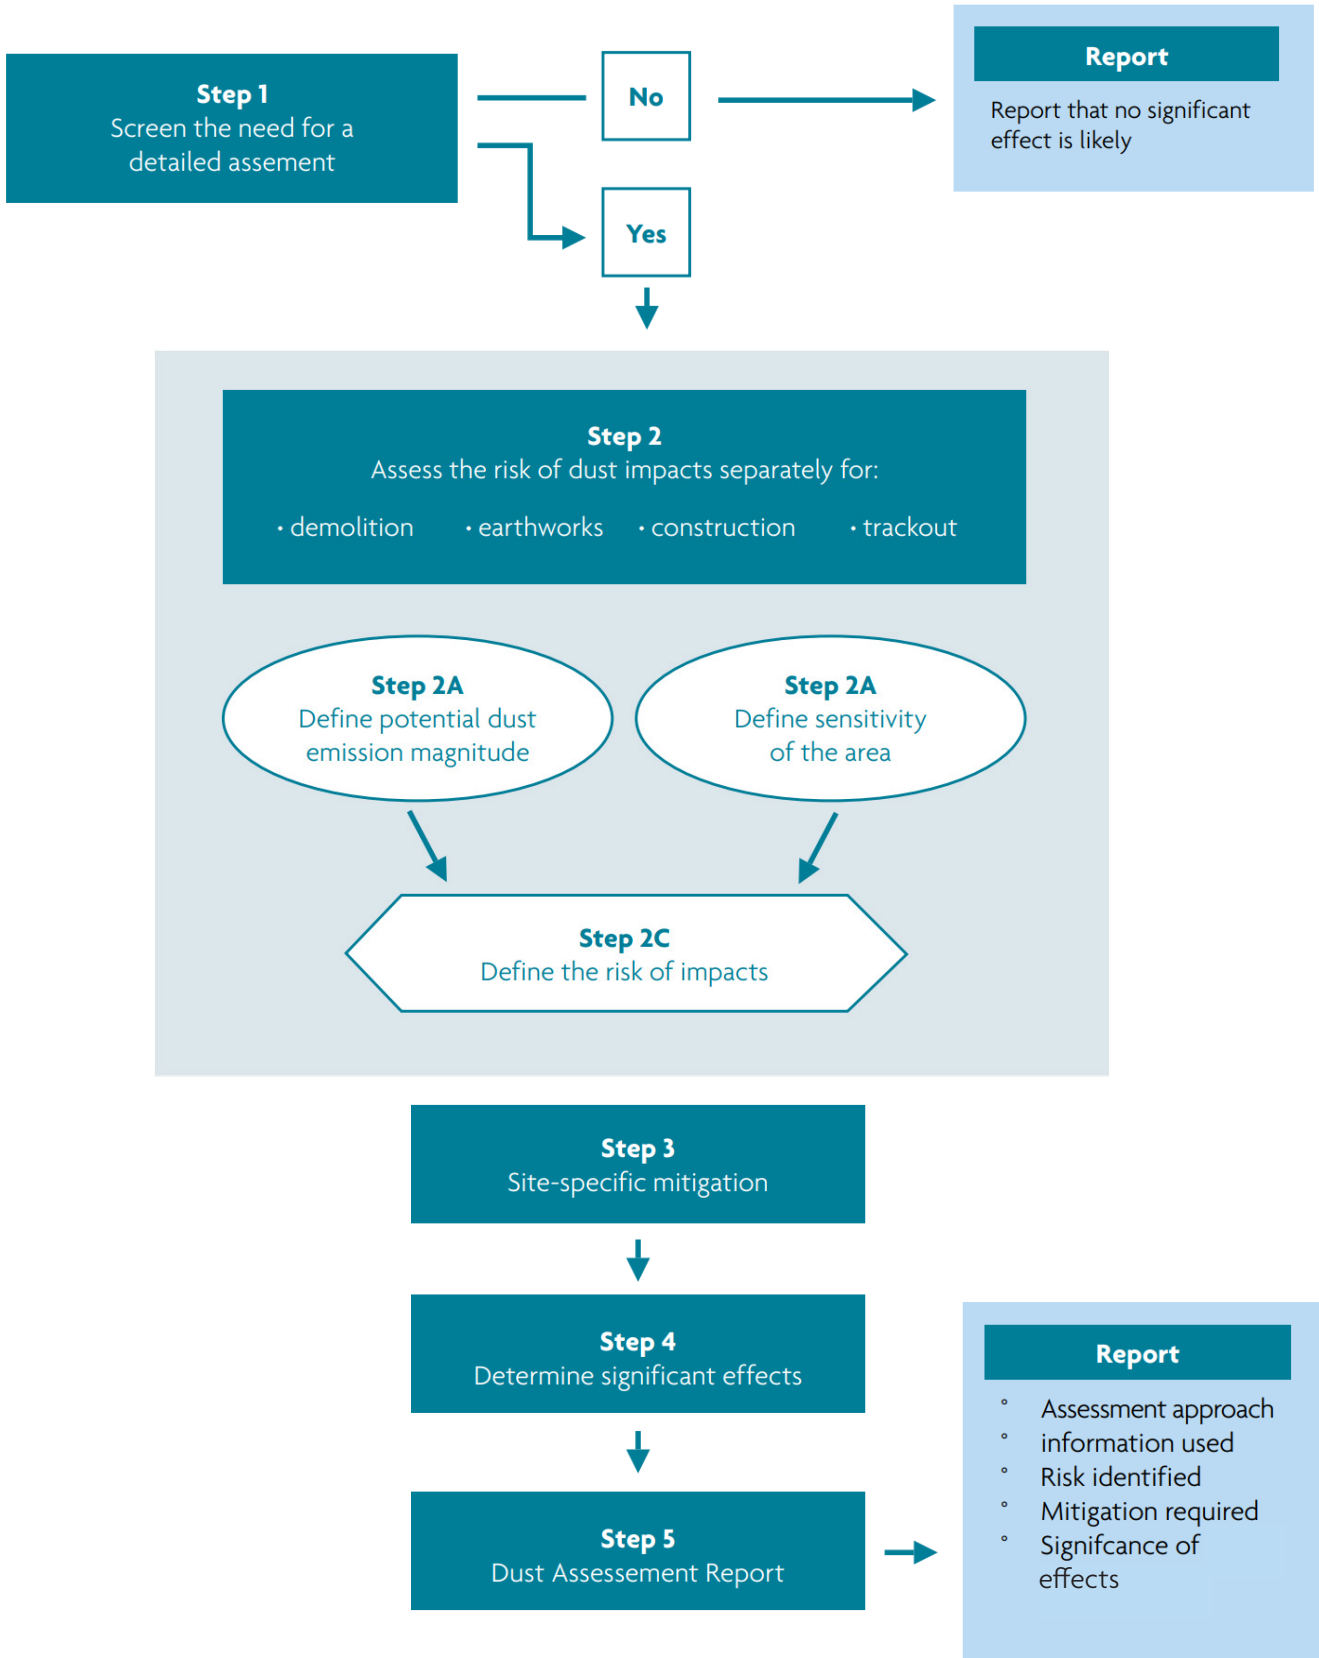 Step 1
Screen the need for a
detailed assement
No
Report
Report that no significant
effect is likely
Yes
Step 2
Assess the risk of dust impacts separately for:
• demolition • earthworks • construction • trackout
Step 2A
Define potential dust
emission magnitude
Step 2A
Define sensitivity
of the area
Step 2C
Define the risk of impacts
Step 3
Site-specific mitigation
Step 4
Determine significant effects
Step 5
Dust Assessement Report
Report
° Assessment approach
° information used
° Risk identified
° Mitigation required
° Signifcance of
effects